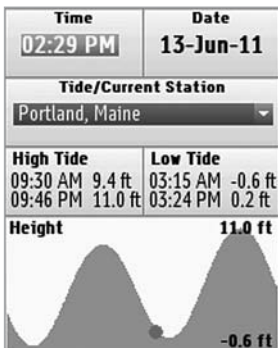 Time Date
02:29 PM 13-Jun-11
Tide/Current Station
Portland, Maine
High Tide Low Tide
09:30 AM 9.4 ft 03:15 AM -0.6 ft
09:46 PM 11.0 ft 03:24 PM 0.2 ft
Height 11.0 ft
-0.6 ft